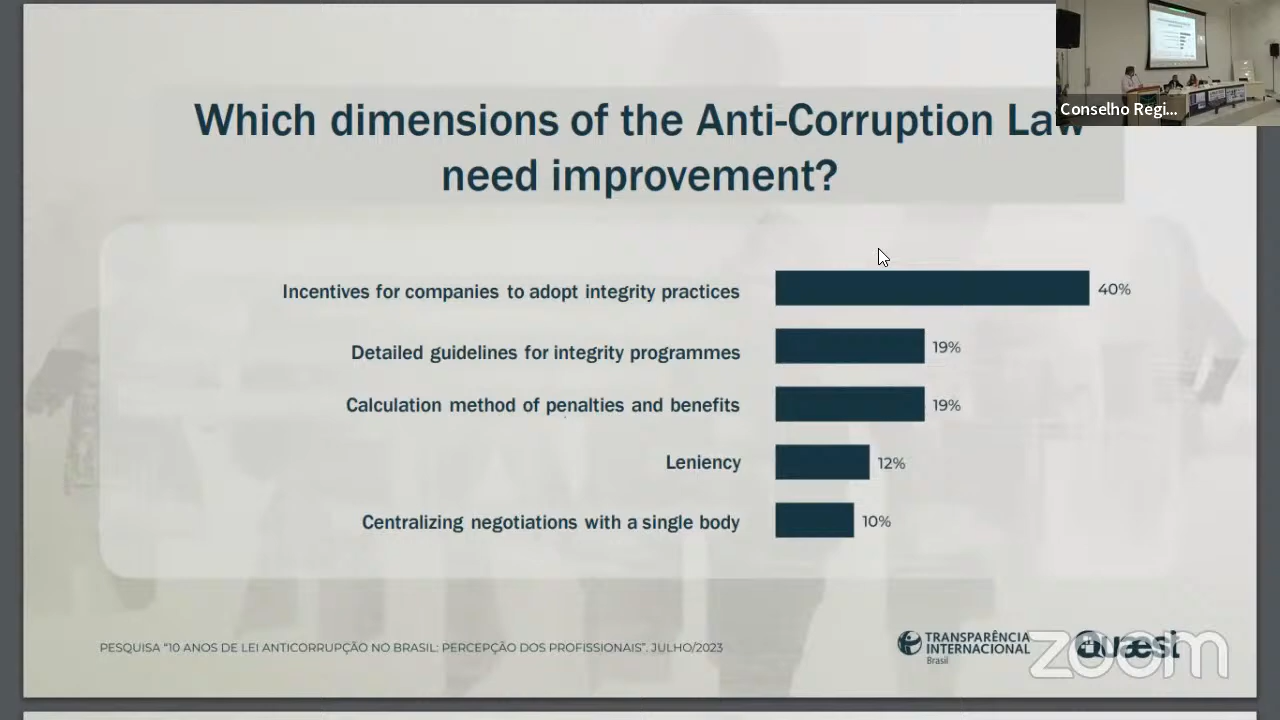 Which dimensions of the Anti-Corruption Law
need improvement?
Conselho Regi...
Incentives for companies to adopt integrity practices
40%
Detailed guidelines for integrity programmes
19%
Calculation method of penalties and benefits
19%
Leniency
12%
Centralizing negotiations with a single body
10%
PESQUISA “10 ANOS DE LEI ANTICORRUPÇÃO NO BRASIL: PERCEPÇÃO DOS PROFISSIONAIS”. JULHO/2023
TRANSPARÊNCIA
INTERNACIONAL
Brasil
Quaest
zoom